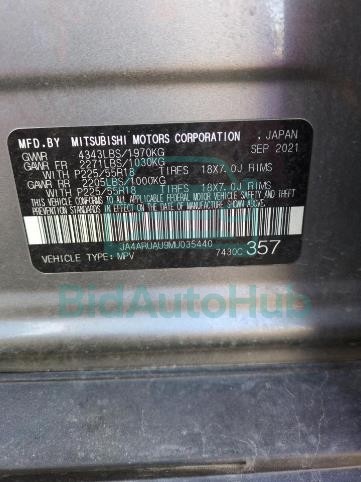 MFD.BY MITSUBISHI MOTORS CORPORATION ,JAPAN
GVWR 4343LBS/1970KG SEP 2021
GAWR FR 2271LBS/1030KG
WITH P225/55R18 TIRES 18X7.0J RIMS
GAWR RR 2205LBS/1000KG
WITH P225/55R18 TIRES 18X7.0J RIMS
THIS VEHICLE CONFORMS TO ALL APPLICABLE FEDERAL MOTOR VEHICLE SAFETY AND THEFT PREVENTION STANDARDS IN EFFECT ON THE DATE OF MANUFACTURE SHOWN ABOVE.
JA4ARUAU9MU035440
VEHICLE TYPE: MPV 7430C 357
BidAutoHub